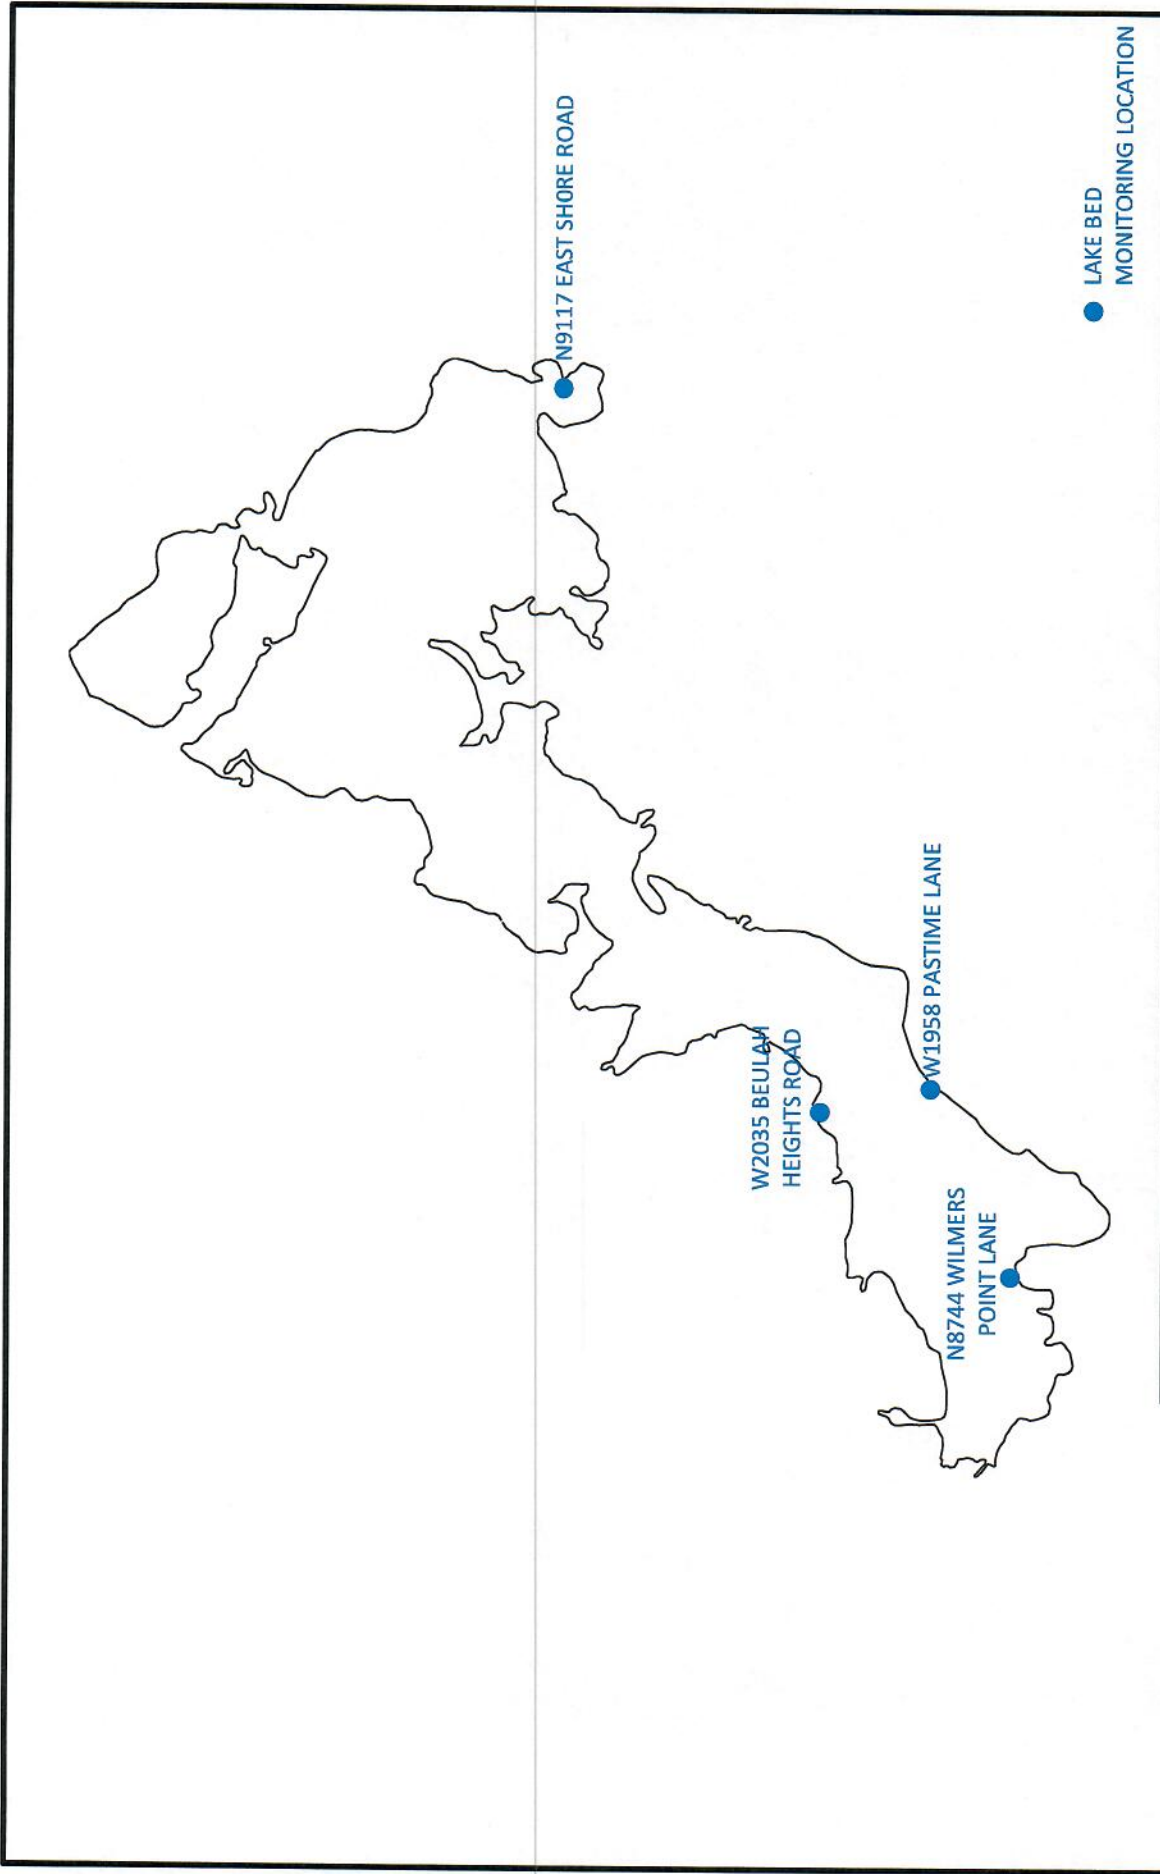 W2035 BEULAH
HEIGHTS ROAD
N8744 WILMERS
POINT LANE
W1958 PASTIME LANE
N9117 EAST SHORE ROAD
LAKE BED
MONITORING LOCATION